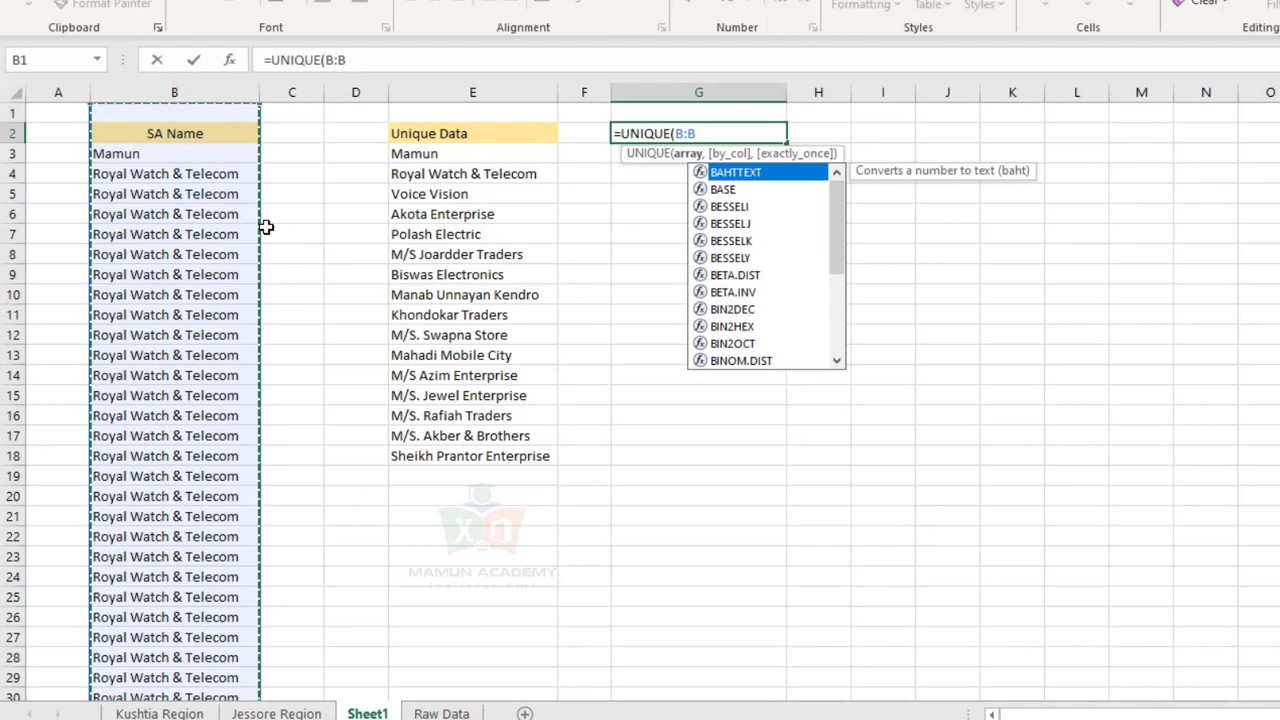 Format Painter
Formatting
Table
Styles
Clear
Clipboard
Font
Alignment
Number
Styles
Cells
Editing
B1
fx
=UNIQUE(B:B
A B C D E F G H I J K L M N O
1
2 SA Name Unique Data =UNIQUE(B:B
3 Mamun Mamun UNIQUE(array, [by_col], [exactly_once])
4 Royal Watch & Telecom Royal Watch & Telecom BAHTTEXT Converts a number to text (baht)
5 Royal Watch & Telecom Voice Vision BASE
6 Royal Watch & Telecom Akota Enterprise BESSELI
7 Royal Watch & Telecom Polash Electric BESSELJ
BESSELK
8 Royal Watch & Telecom M/S Joardder Traders BESSELY
9 Royal Watch & Telecom Biswas Electronics BETA.DIST
10 Royal Watch & Telecom Manab Unnayan Kendro BETA.INV
11 Royal Watch & Telecom Khondokar Traders BIN2DEC
12 Royal Watch & Telecom M/S. Swapna Store BIN2HEX
BIN2OCT
13 Royal Watch & Telecom Mahadi Mobile City BINOM.DIST
14 Royal Watch & Telecom M/S Azim Enterprise
15 Royal Watch & Telecom M/S. Jewel Enterprise
16 Royal Watch & Telecom M/S. Rafiah Traders
17 Royal Watch & Telecom M/S. Akber & Brothers
18 Royal Watch & Telecom Sheikh Prantor Enterprise
19 Royal Watch & Telecom
20 Royal Watch & Telecom
21 Royal Watch & Telecom
22 Royal Watch & Telecom
23 Royal Watch & Telecom
MAMUN ACADEMY
24 Royal Watch & Telecom
25 Royal Watch & Telecom
26 Royal Watch & Telecom
27 Royal Watch & Telecom
28 Royal Watch & Telecom
29 Royal Watch & Telecom
30 Royal Watch & Telecom
Kushtia Region Jessore Region Sheet1 Raw Data